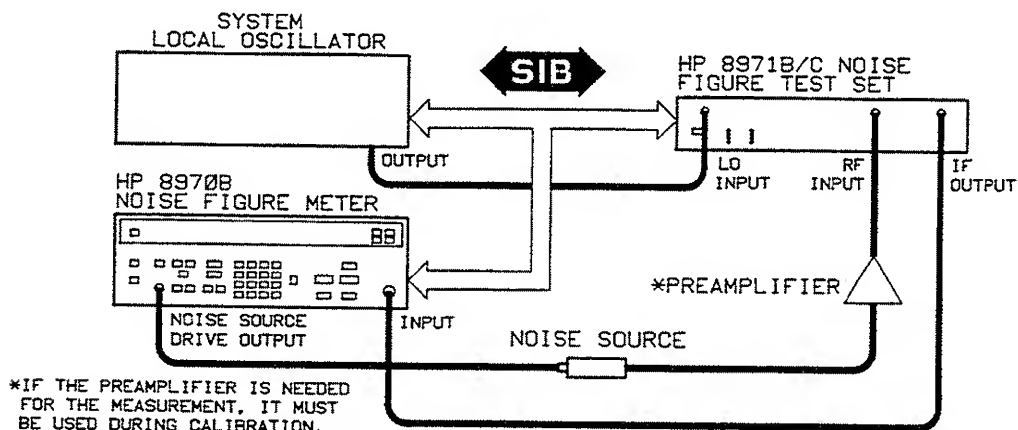 SYSTEM
LOCAL OSCILLATOR
SIB
HP 8971B/C NOISE
FIGURE TEST SET
OUTPUT
LO
INPUT
RF
INPUT
IF
OUTPUT
HP 8970B
NOISE FIGURE METER
88
*PREAMPLIFIER
NOISE SOURCE
DRIVE OUTPUT
INPUT
NOISE SOURCE
*IF THE PREAMPLIFIER IS NEEDED
FOR THE MEASUREMENT, IT MUST
BE USED DURING CALIBRATION.